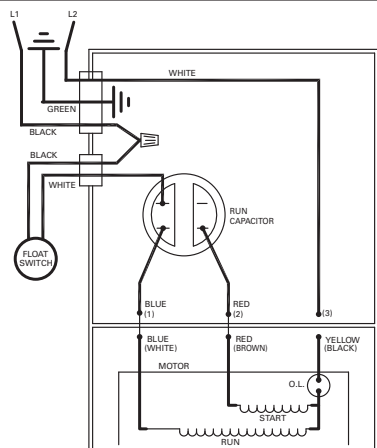 L1
L2
WHITE
GREEN
BLACK
BLACK
WHITE
RUN
CAPACITOR
FLOAT
SWITCH
BLUE
(1)
RED
(2)
(3)
BLUE
(WHITE)
RED
(BROWN)
YELLOW
(BLACK)
MOTOR
O.L.
START
RUN